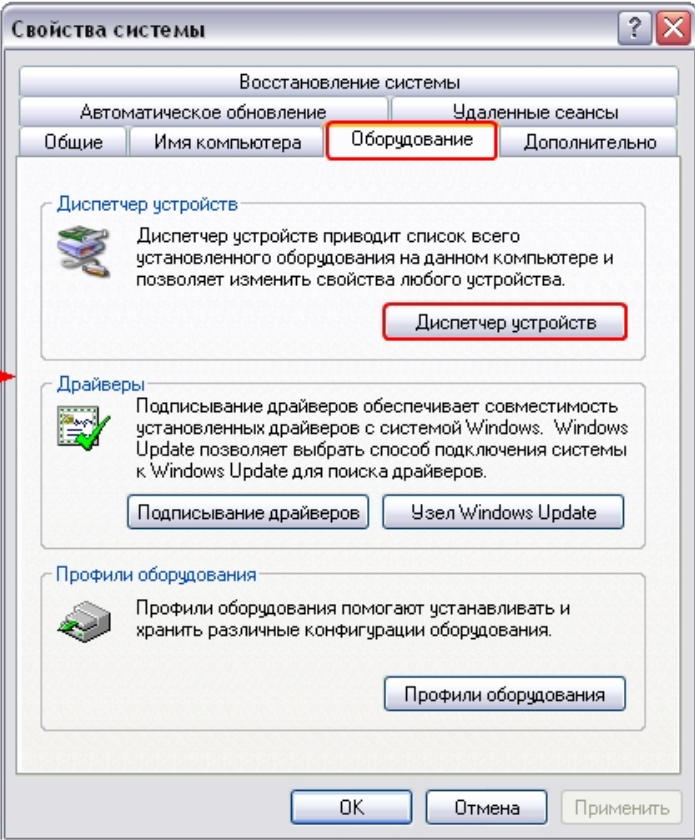 Свойства системы
Восстановление системы
Автоматическое обновление Удаленные сеансы
Общие Имя компьютера Оборудование Дополнительно
Диспетчер устройств
Диспетчер устройств приводит список всего
установленного оборудования на данном компьютере и
позволяет изменить свойства любого устройства.
Диспетчер устройств
Драйверы
Подписывание драйверов обеспечивает совместимость
установленных драйверов с системой Windows. Windows
Update позволяет выбрать способ подключения системы
к Windows Update для поиска драйверов.
Подписывание драйверов Узел Windows Update
Профили оборудования
Профили оборудования помогают устанавливать и
хранить различные конфигурации оборудования.
Профили оборудования
OK Отмена Применить